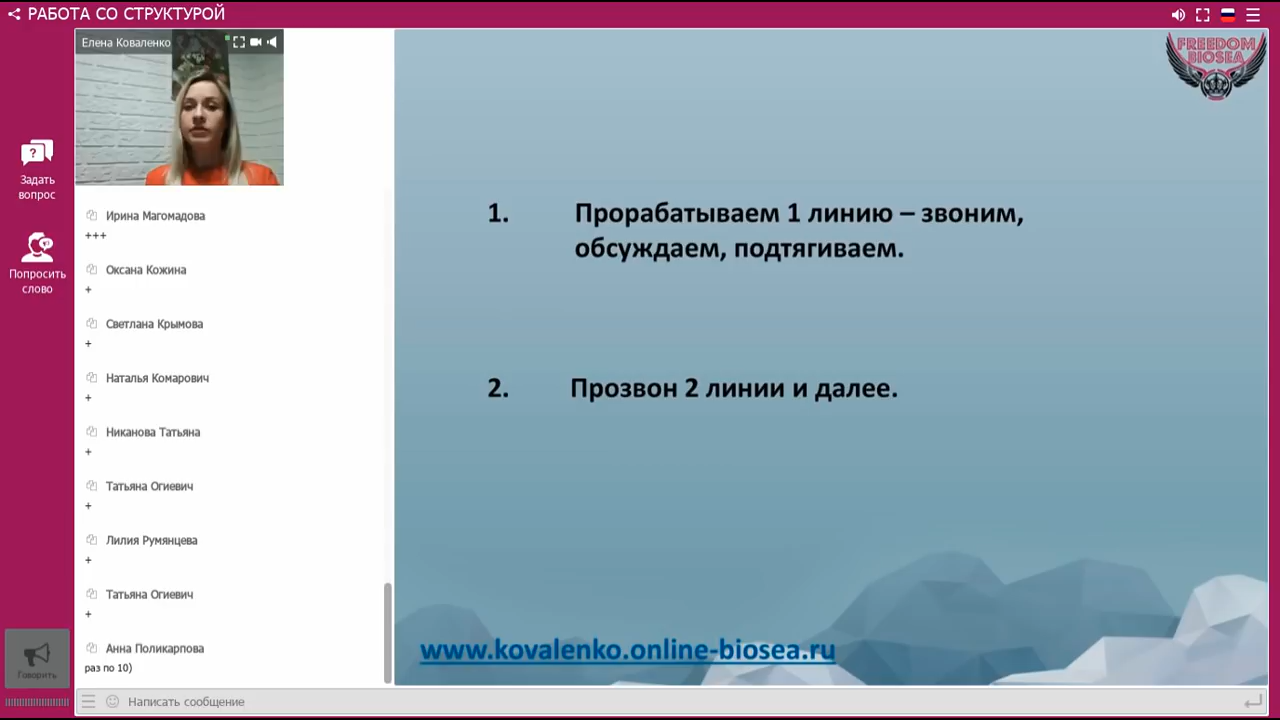 РАБОТА СО СТРУКТУРОЙ
Елена Коваленко
Задать
вопрос
Попросить
слово
Говорить
Ирина Магомадова
+++
Оксана Кожина
+
Светлана Крымова
+
Наталья Комарович
+
Никанова Татьяна
+
Татьяна Огиевич
+
Лилия Румянцева
+
Татьяна Огиевич
+
Анна Поликарпова
раз по 10)
Написать сообщение
FREEDOM
BIOSEA
1. Прорабатываем 1 линию – звоним,
обсуждаем, подтягиваем.
2. Прозвон 2 линии и далее.
www.kovalenko.online-biosea.ru